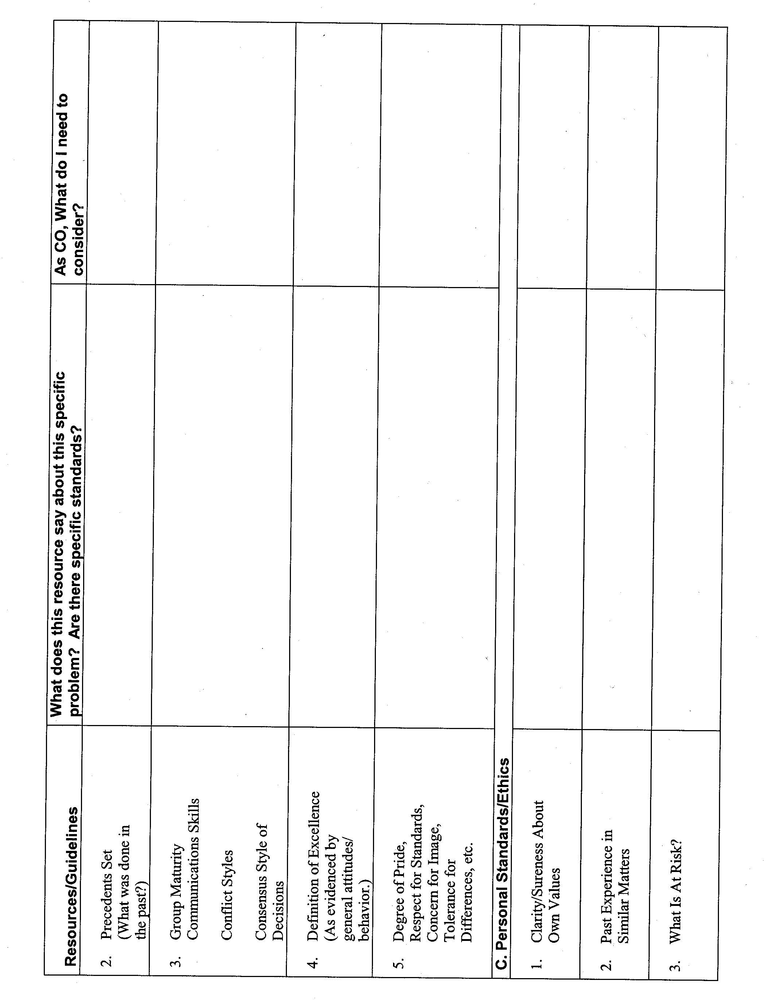 Resources/Guidelines
What does this resource say about this specific
problem? Are there specific standards?
As CO, What do I need to
consider?
2. Precedents Set
(What was done in
the past?)
3. Group Maturity
Communications Skills
Conflict Styles
Consensus Style of
Decisions
4. Definition of Excellence
(As evidenced by
general attitudes/
behavior.)
5. Degree of Pride,
Respect for Standards,
Concern for Image,
Tolerance for
Differences, etc.
C. Personal Standards/Ethics
1. Clarity/Sureness About
Own Values
2. Past Experience in
Similar Matters
3. What Is At Risk?